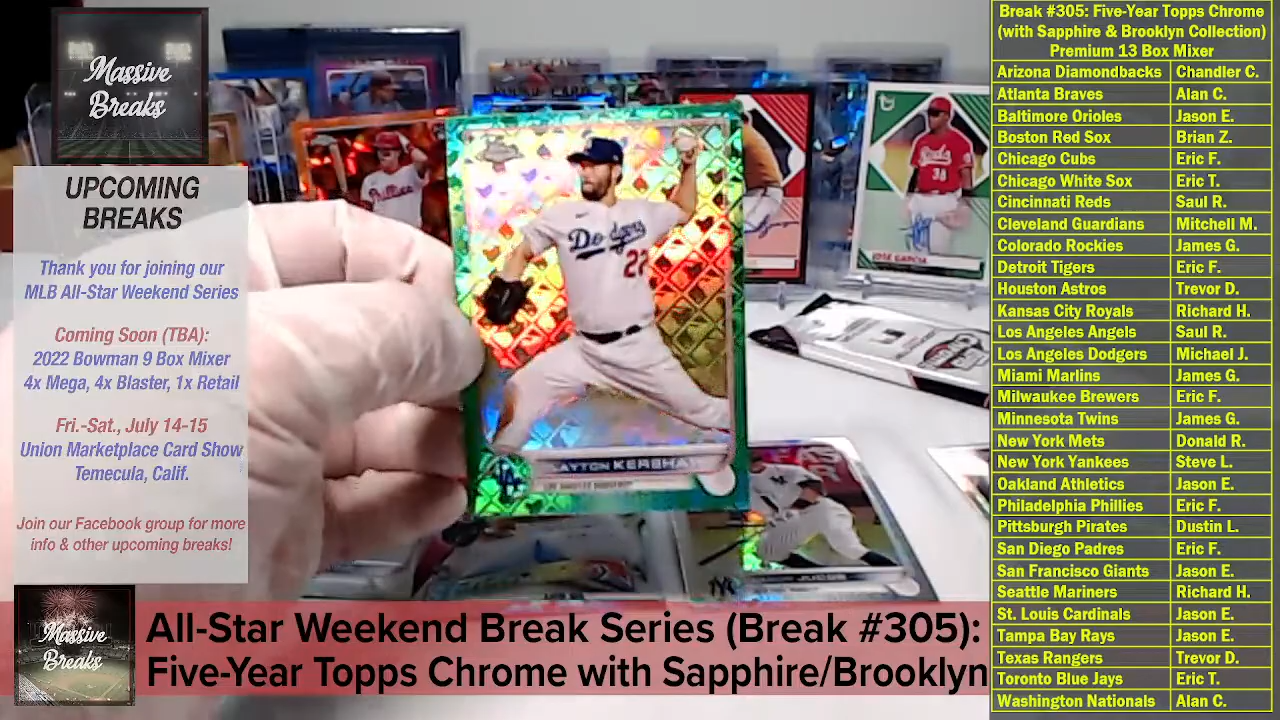 Massive
Breaks
UPCOMING
BREAKS
Thank you for joining our
MLB All-Star Weekend Series
Coming Soon (TBA):
2022 Bowman 9 Box Mixer
4x Mega, 4x Blaster, 1x Retail
Fri.-Sat., July 14-15
Union Marketplace Card Show
Temecula, Calif.
Join our Facebook group for more
info & other upcoming breaks!
Massive
Breaks
All-Star Weekend Break Series (Break #305):
Five-Year Topps Chrome with Sapphire/Brooklyn
Dodgers
22
Phillies
Reds
38
JOSE GARCIA
Break #305: Five-Year Topps Chrome
(with Sapphire & Brooklyn Collection)
Premium 13 Box Mixer
Arizona Diamondbacks Chandler C.
Atlanta Braves Alan C.
Baltimore Orioles Jason E.
Boston Red Sox Brian Z.
Chicago Cubs Eric F.
Chicago White Sox Eric T.
Cincinnati Reds Saul R.
Cleveland Guardians Mitchell M.
Colorado Rockies James G.
Detroit Tigers Eric F.
Houston Astros Trevor D.
Kansas City Royals Richard H.
Los Angeles Angels Saul R.
Los Angeles Dodgers Michael J.
Miami Marlins James G.
Milwaukee Brewers Eric F.
Minnesota Twins James G.
New York Mets Donald R.
New York Yankees Steve L.
Oakland Athletics Jason E.
Philadelphia Phillies Eric F.
Pittsburgh Pirates Dustin L.
San Diego Padres Eric F.
San Francisco Giants Jason E.
Seattle Mariners Richard H.
St. Louis Cardinals Jason E.
Tampa Bay Rays Jason E.
Texas Rangers Trevor D.
Toronto Blue Jays Eric T.
Washington Nationals Alan C.